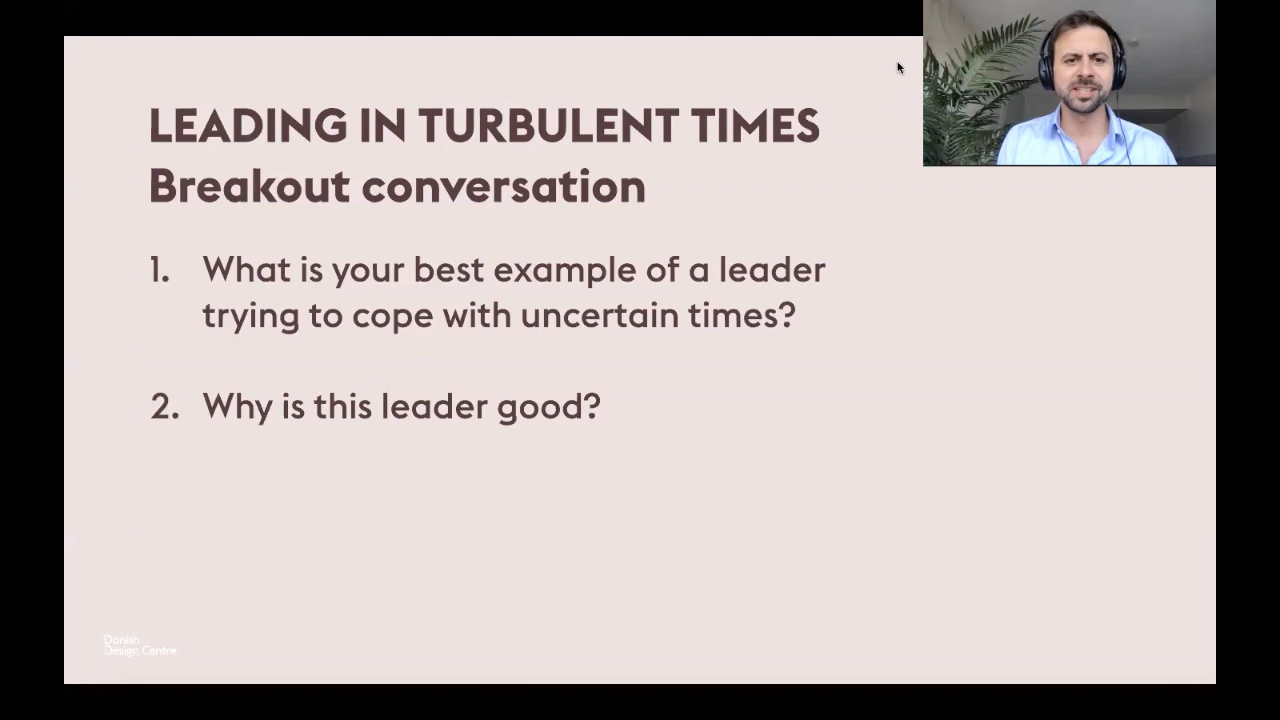 LEADING IN TURBULENT TIMES
Breakout conversation
1. What is your best example of a leader
trying to cope with uncertain times?
2. Why is this leader good?
Danish
Design Centre